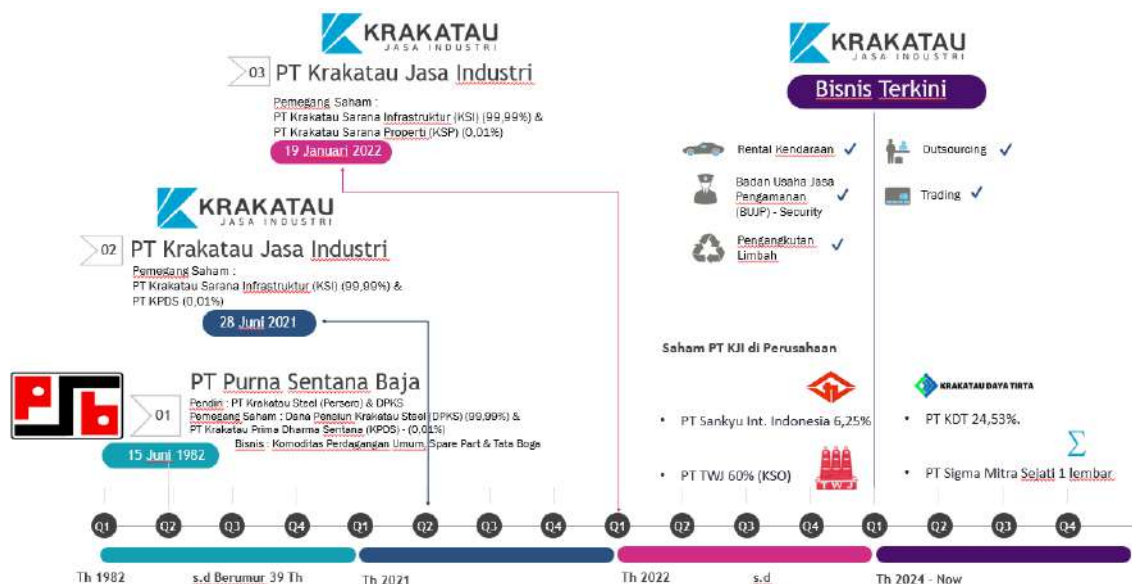 KRAKATAU
JASA INDUSTRI
03 PT Krakatau Jasa Industri
Pemegang Saham :
PT Krakatau Sarana Infrastruktur (KSI) (99,99%) &
PT Krakatau Sarana Properti (KSP) (0,01%)
19 Januari 2022
KRAKATAU
JASA INDUSTRI
02 PT Krakatau Jasa Industri
Pemegang Saham :
PT Krakatau Sarana Infrastruktur (KSI) (99,99%) &
PT KPDS (0,01%)
28 Juni 2021
PSb
01 PT Purna Sentana Baja
Pendiri : PT Krakatau Steel (Persero) & DPKS
Pemegang Saham : Dana Pensiun Krakatau Steel (DPKS) (99,99%) &
PT Krakatau Prima Dharma Sentana (KPDS) - (0,01%)
Bisnis : Komoditas Perdagangan Umum, Spare Part & Tata Boga
15 Juni 1982
KRAKATAU
JASA INDUSTRI
Bisnis Terkini
Rental Kendaraan ✓
Badan Usaha Jasa
Pengamanan ✓
(BUJP) - Security
Pengangkutan ✓
Limbah
Outsourcing ✓
Trading ✓
Saham PT KJI di Perusahaan
• PT Sankyu Int. Indonesia 6,25%
• PT TWJ 60% (KSO)
TWJ
KRAKATAU DAYA TIRTA
• PT KDT 24,53%.
Σ
• PT Sigma Mitra Sejati 1 lembar
Q1 Q2 Q3 Q4 Q1 Q2 Q3 Q4 Q1 Q2 Q3 Q4 Q1 Q2 Q3 Q4
Th 1982 s.d Berumur 39 Th Th 2021 Th 2022 s.d Th 2024 - Now